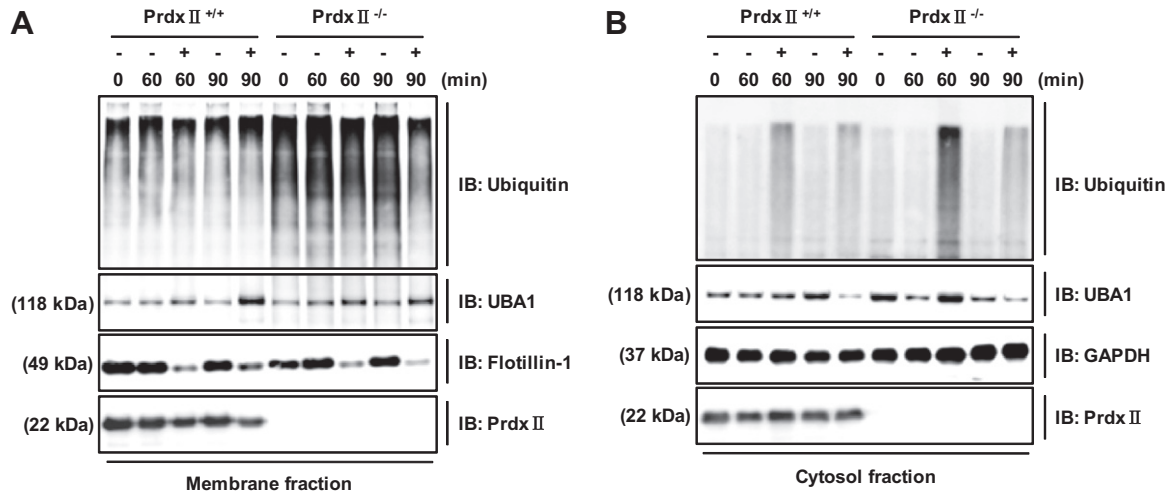 A
Prdx Ⅱ +/+ Prdx Ⅱ -/-
- - + - + - - + - +
0 60 60 90 90 0 60 60 90 90 (min)
IB: Ubiquitin
(118 kDa) IB: UBA1
(49 kDa) IB: Flotillin-1
(22 kDa) IB: Prdx Ⅱ
Membrane fraction
B
Prdx Ⅱ +/+ Prdx Ⅱ -/-
- - + - + - - + - +
0 60 60 90 90 0 60 60 90 90 (min)
IB: Ubiquitin
(118 kDa) IB: UBA1
(37 kDa) IB: GAPDH
(22 kDa) IB: Prdx Ⅱ
Cytosol fraction